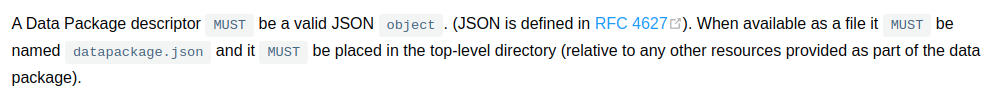 A Data Package descriptor MUST be a valid JSON object . (JSON is defined in RFC 4627). When available as a file it MUST be
named datapackage.json and it MUST be placed in the top-level directory (relative to any other resources provided as part of the data
package).